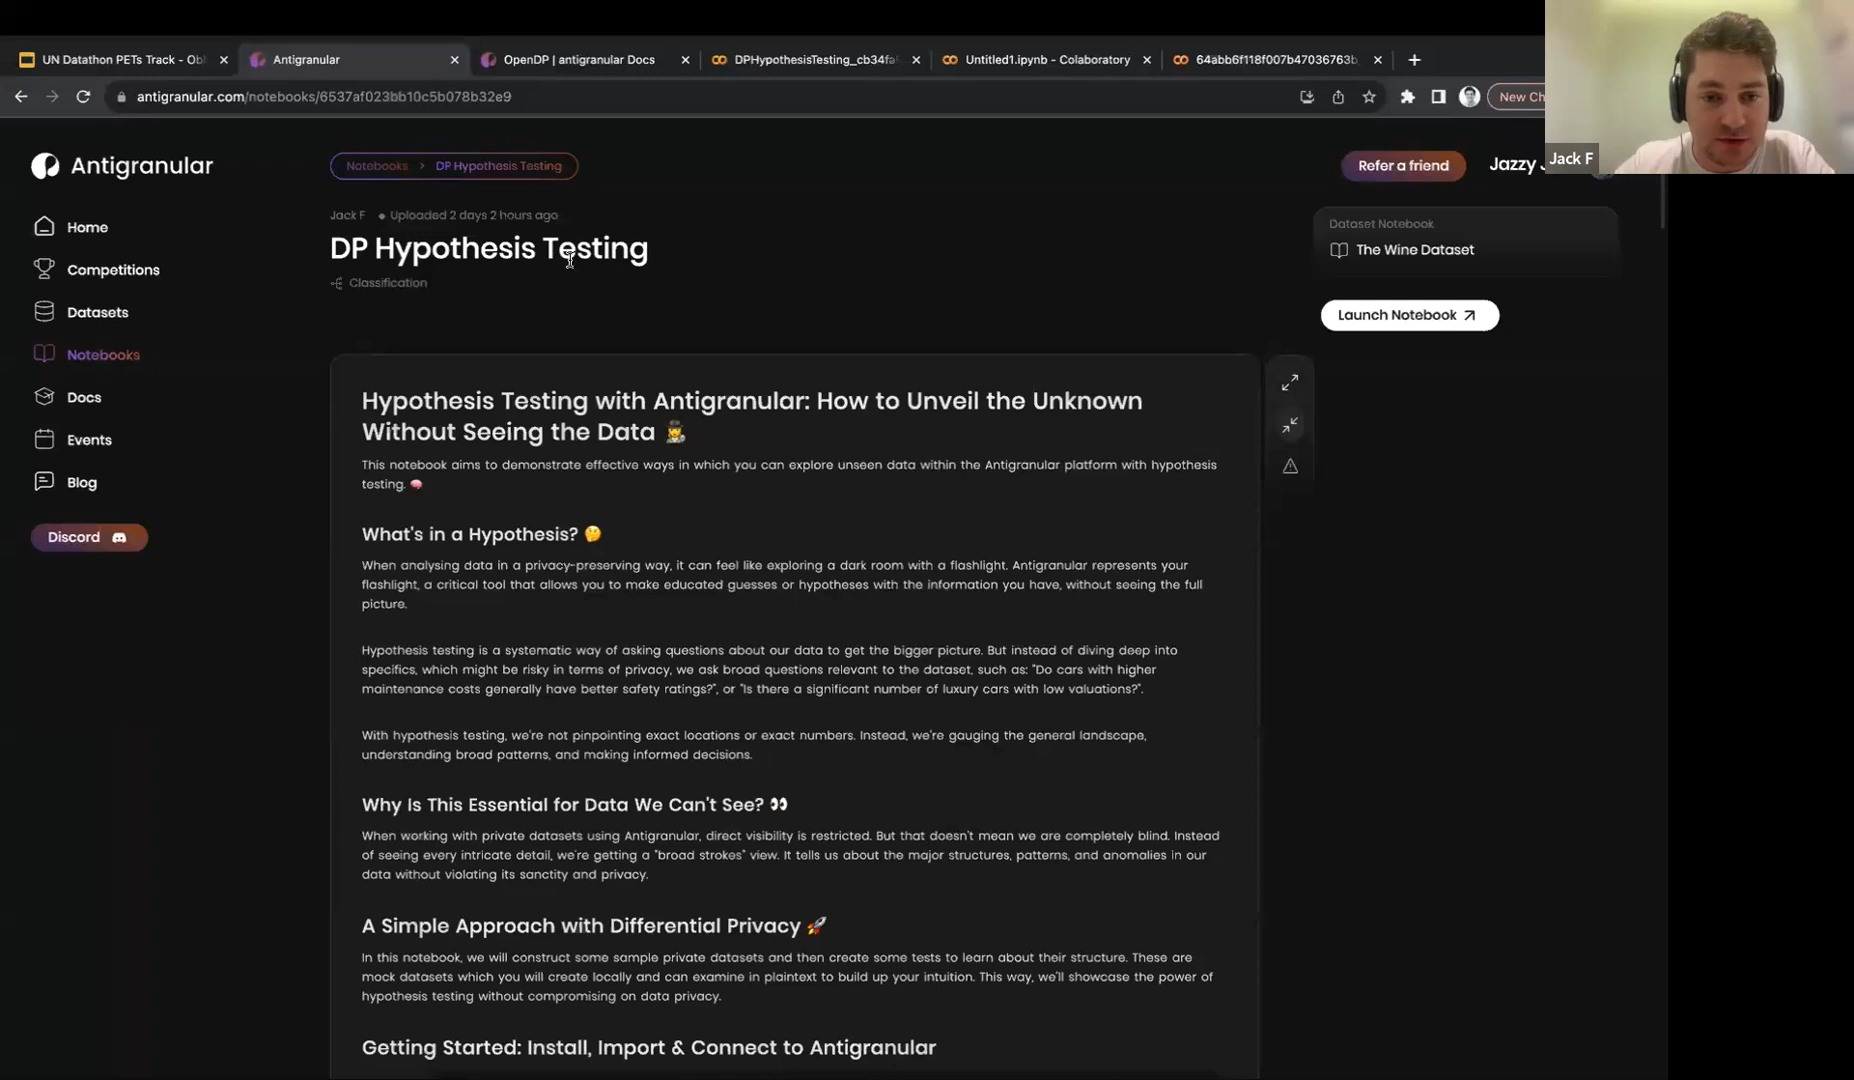 UN Datathon PETs Track - Ob
Antigranular
OpenDP | antigranular Docs
DPHypothesisTesting_cb34fa
Untitled1.ipynb - Colaboratory
64abb6f118f007b47036763b
antigranular.com/notebooks/6537af023bb10c5b078b32e9
New Ch
Jack F
Antigranular
Home
Competitions
Datasets
Notebooks
Docs
Events
Blog
Discord
Notebooks > DP Hypothesis Testing
Refer a friend
Jazzy
Jack F • Uploaded 2 days 2 hours ago
DP Hypothesis Testing
Classification
Dataset Notebook
The Wine Dataset
Launch Notebook
Hypothesis Testing with Antigranular: How to Unveil the Unknown
Without Seeing the Data 🕵️
This notebook aims to demonstrate effective ways in which you can explore unseen data within the Antigranular platform with hypothesis
testing. 🧠
What's in a Hypothesis? 🤔
When analysing data in a privacy-preserving way, it can feel like exploring a dark room with a flashlight. Antigranular represents your
flashlight, a critical tool that allows you to make educated guesses or hypotheses with the information you have, without seeing the full
picture.
Hypothesis testing is a systematic way of asking questions about our data to get the bigger picture. But instead of diving deep into
specifics, which might be risky in terms of privacy, we ask broad questions relevant to the dataset, such as: "Do cars with higher
maintenance costs generally have better safety ratings?", or "Is there a significant number of luxury cars with low valuations?".
With hypothesis testing, we're not pinpointing exact locations or exact numbers. Instead, we're gauging the general landscape,
understanding broad patterns, and making informed decisions.
Why Is This Essential for Data We Can't See? 👀
When working with private datasets using Antigranular, direct visibility is restricted. But that doesn't mean we are completely blind. Instead
of seeing every intricate detail, we're getting a "broad strokes" view. It tells us about the major structures, patterns, and anomalies in our
data without violating its sanctity and privacy.
A Simple Approach with Differential Privacy 🚀
In this notebook, we will construct some sample private datasets and then create some tests to learn about their structure. These are
mock datasets which you will create locally and can examine in plaintext to build up your intuition. This way, we'll showcase the power of
hypothesis testing without compromising on data privacy.
Getting Started: Install, Import & Connect to Antigranular